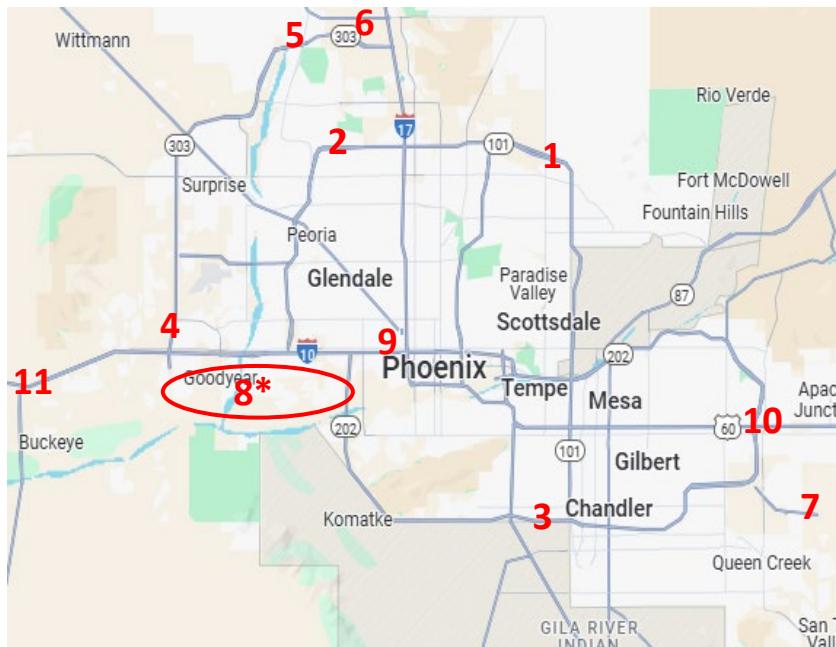 6
5
303
Wittmann
Rio Verde
17
303
2
101
1
Surprise
Fort McDowell
Fountain Hills
Peoria
Glendale
Paradise
Valley
87
Scottsdale
4
9
10
202
Phoenix
11
Goodyear
8*
Tempe
Mesa
Apac
Junct
10
60
Buckeye
202
101
Gilbert
Komatke
3
Chandler
7
Queen Creek
GILA RIVER
INDIAN
San T
Vall